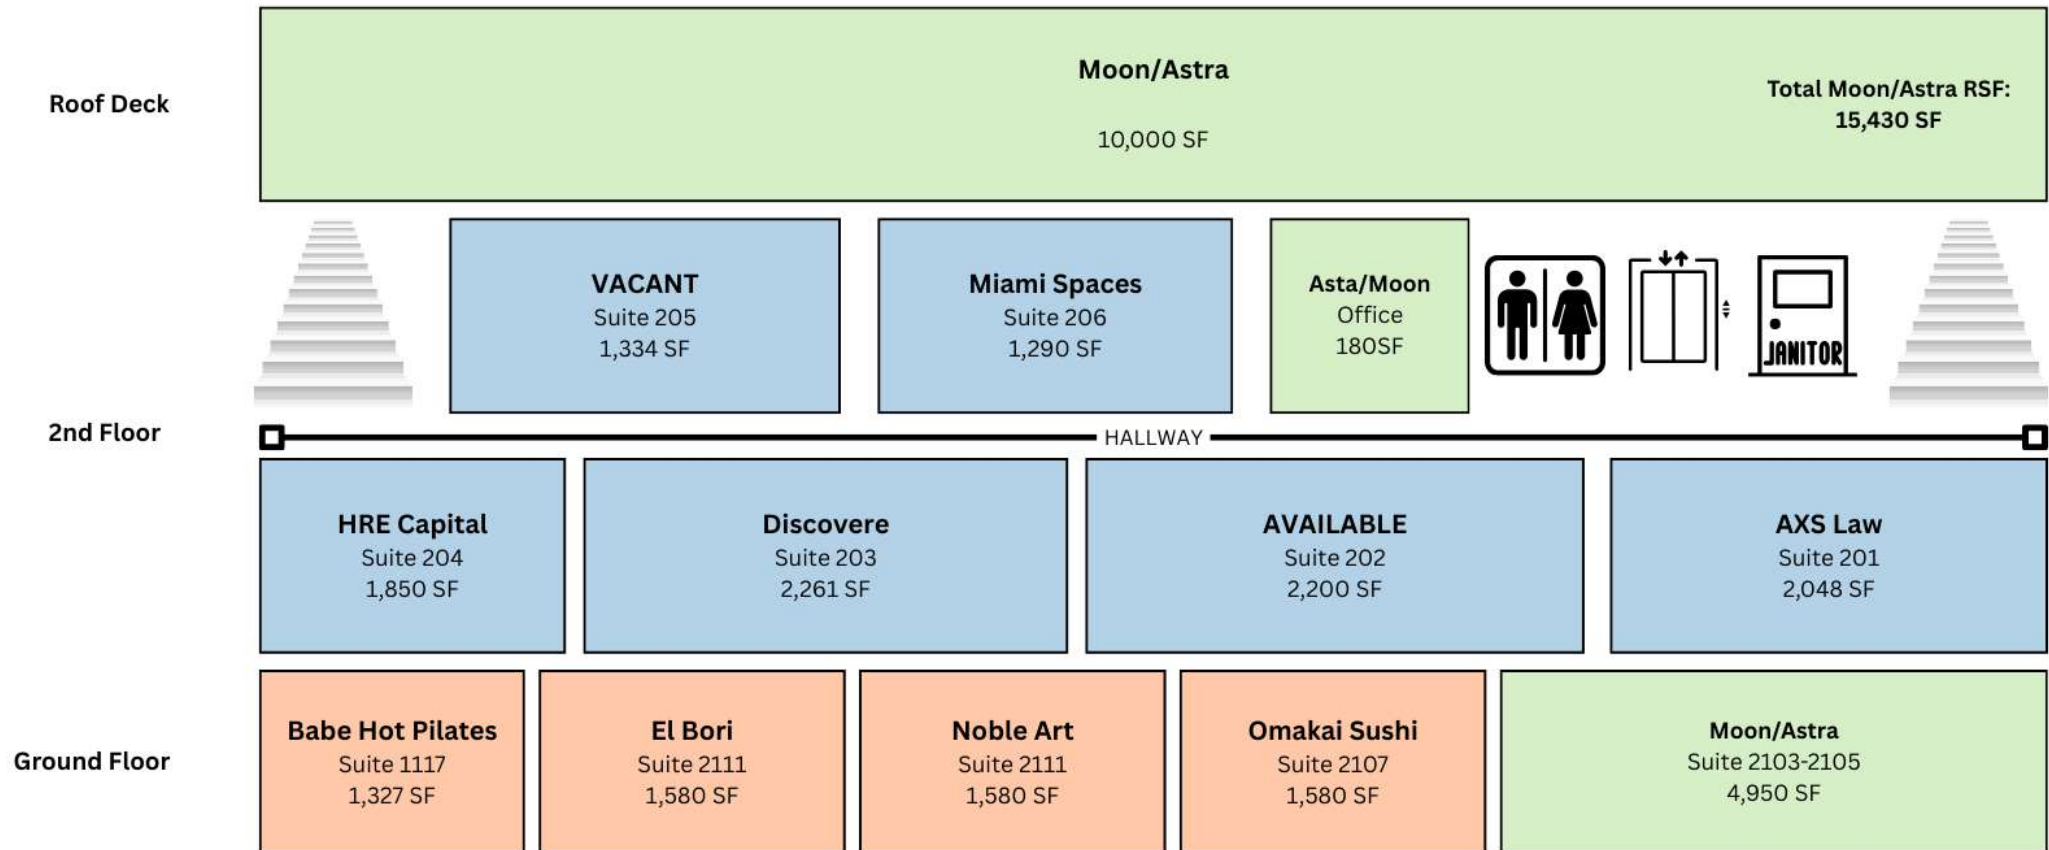 Roof Deck
Moon/Astra
10,000 SF
Total Moon/Astra RSF:
15,430 SF
VACANT
Suite 205
1,334 SF
Miami Spaces
Suite 206
1,290 SF
Asta/Moon
Office
180SF
JANITOR
2nd Floor
HALLWAY
HRE Capital
Suite 204
1,850 SF
Discovere
Suite 203
2,261 SF
AVAILABLE
Suite 202
2,200 SF
AXS Law
Suite 201
2,048 SF
Ground Floor
Babe Hot Pilates
Suite 1117
1,327 SF
El Bori
Suite 2111
1,580 SF
Noble Art
Suite 2111
1,580 SF
Omakai Sushi
Suite 2107
1,580 SF
Moon/Astra
Suite 2103-2105
4,950 SF